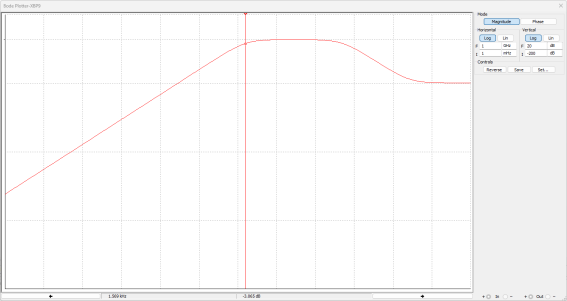 Bode Plotter-XBP9
Mode
Magnitude Phase
Horizontal Vertical
Log Lin Log Lin
F 1 GHz F 20 dB
I 1 mHz I -200 dB
Controls
Reverse Save Set...
1.569 kHz -3.065 dB
+ In - + Out -